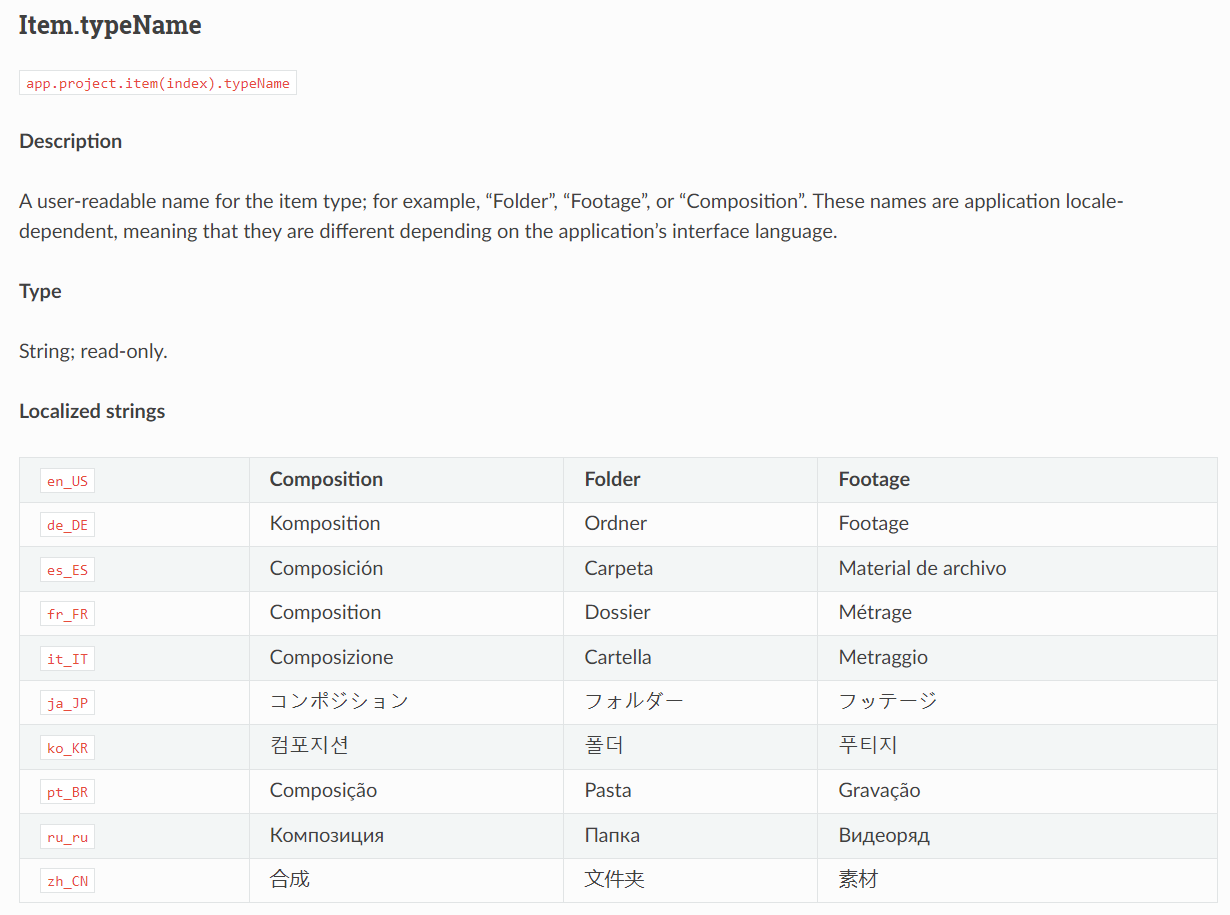 Item.typeName
app.project.item(index).typeName
Description
A user-readable name for the item type; for example, “Folder”, “Footage”, or “Composition”. These names are application locale-
dependent, meaning that they are different depending on the application’s interface language.
Type
String; read-only.
Localized strings
en_US Composition Folder Footage
de_DE Komposition Ordner Footage
es_ES Composición Carpeta Material de archivo
fr_FR Composition Dossier Métrage
it_IT Composizione Cartella Metraggio
ja_JP コンポジション フォルダー フッテージ
ko_KR 컴포지션 폴더 푸티지
pt_BR Composição Pasta Gravação
ru_ru Композиция Папка Видеоряд
zh_CN 合成 文件夹 素材